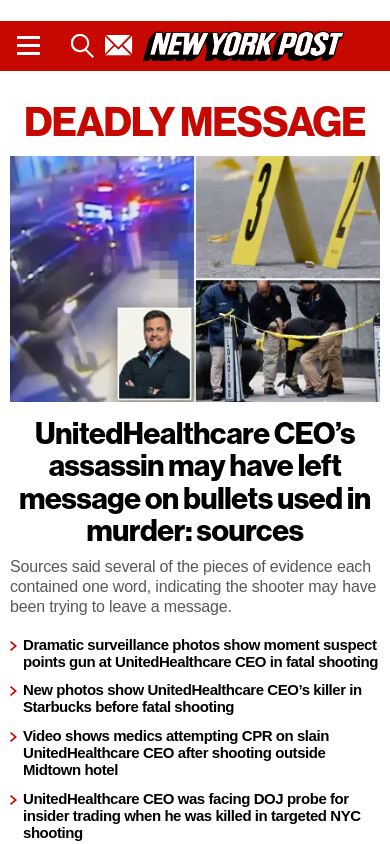 NEW YORK POST
DEADLY MESSAGE
3
2
LOADING
UnitedHealthcare CEO’s
assassin may have left
message on bullets used in
murder: sources
Sources said several of the pieces of evidence each
contained one word, indicating the shooter may have
been trying to leave a message.
Dramatic surveillance photos show moment suspect
points gun at UnitedHealthcare CEO in fatal shooting
New photos show UnitedHealthcare CEO’s killer in
Starbucks before fatal shooting
Video shows medics attempting CPR on slain
UnitedHealthcare CEO after shooting outside
Midtown hotel
UnitedHealthcare CEO was facing DOJ probe for
insider trading when he was killed in targeted NYC
shooting